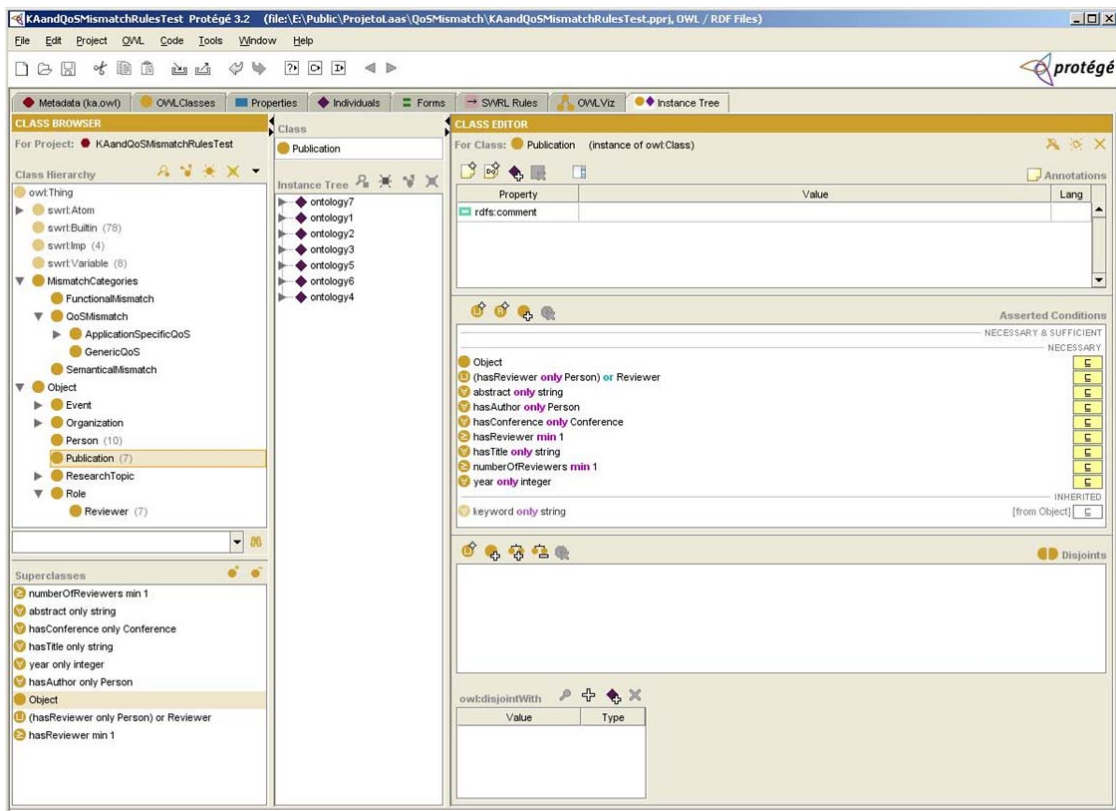 KAandQoSMismatchRulesTest Protégé 3.2 (file:\E:\Public\ProjetoLaas\QoSMismatch\KAandQoSMismatchRulesTest.pprj, OWL / RDF Files)
File Edit Project OWL Code Tools Window Help
protégé
Metadata (ka.owl) OWLClasses Properties Individuals Forms SWRL Rules OWLViz Instance Tree
CLASS BROWSER
For Project: KAandQoSMismatchRulesTest
Class Hierarchy
owl:Thing
swrl:Atom
swrl:Builtin (78)
swrl:Imp (4)
swrl:Variable (8)
MismatchCategories
FunctionalMismatch
QoSMismatch
ApplicationSpecificQoS
GenericQoS
SemanticalMismatch
Object
Event
Organization
Person (10)
Publication (7)
ResearchTopic
Role
Reviewer (7)
Superclasses
numberOfReviewers min 1
abstract only string
hasConference only Conference
hasTitle only string
year only integer
hasAuthor only Person
Object
(hasReviewer only Person) or Reviewer
hasReviewer min 1
Class
Publication
Instance Tree
ontology7
ontology1
ontology2
ontology3
ontology5
ontology6
ontology4
CLASS EDITOR
For Class: Publication (instance of owl:Class)
Annotations
Property Value Lang
rdfs:comment
Asserted Conditions
NECESSARY & SUFFICIENT
NECESSARY
Object
(hasReviewer only Person) or Reviewer
abstract only string
hasAuthor only Person
hasConference only Conference
hasReviewer min 1
hasTitle only string
numberOfReviewers min 1
year only integer
INHERITED
keyword only string [from Object]
Disjoints
owl:disjointWith
Value Type